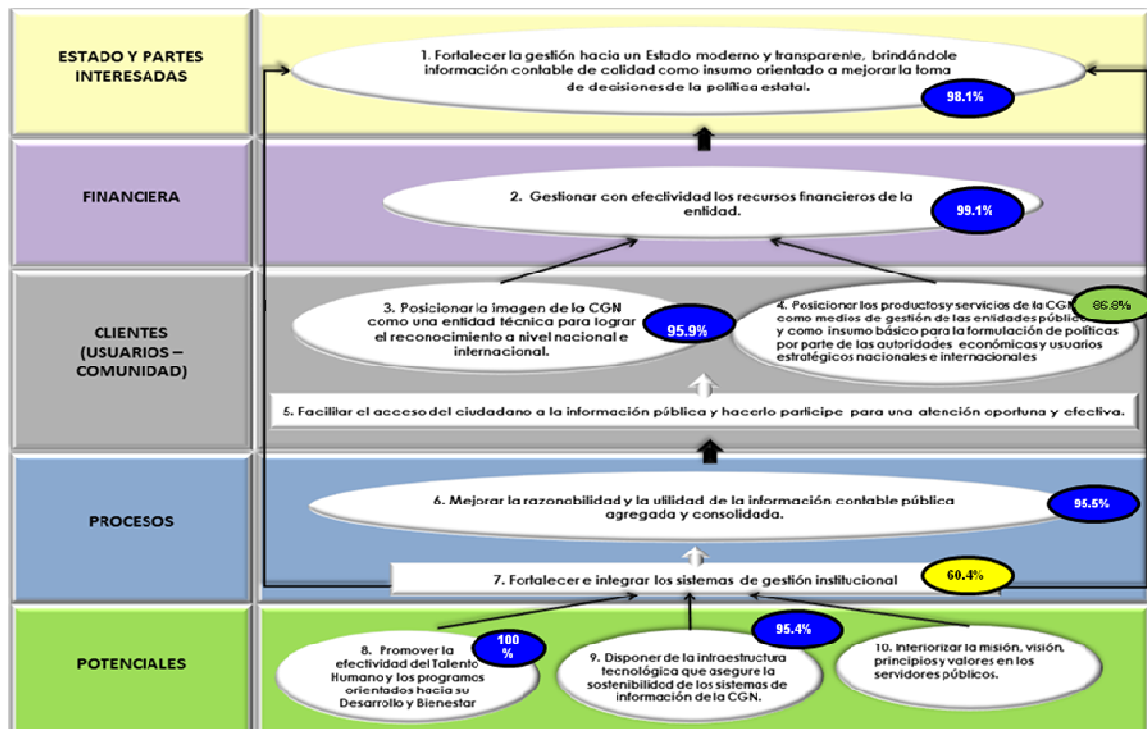 ESTADO Y PARTES
INTERESADAS
1. Fortalecer la gestión hacia un Estado moderno y transparente, brindándole
información contable de calidad como insumo orientado a mejorar la toma
de decisiones de la política estatal.
98.1%
FINANCIERA
2. Gestionar con efectividad los recursos financieros de la
entidad.
99.1%
CLIENTES
(USUARIOS –
COMUNIDAD)
3. Posicionar la imagen de la CGN
como una entidad técnica para lograr
el reconocimiento a nivel nacional e
internacional.
95.9%
4. Posicionar los productos y servicios de la CGN
como medios de gestión de las entidades públic
y como insumo básico para la formulación de políticas
por parte de las autoridades económicas y usuarios
estratégicos nacionales e internacionales
5. Facilitar el acceso del ciudadano a la información pública y hacerlo participe para una atención oportuna y efectiva.
PROCESOS
6. Mejorar la razonabilidad y la utilidad de la información contable pública
agregada y consolidada.
95.5%
7. Fortalecer e integrar los sistemas de gestión institucional
60.4%
POTENCIALES
8. Promover la
efectividad del Talento
Humano y los programas
orientados hacia su
Desarrollo y Bienestar
100
%
9. Disponer de la infraestructura
tecnológica que asegure la
sostenibilidad de los sistemas de
información de la CGN.
95.4%
10. Interiorizar la misión, visión,
principios y valores en los
servidores públicos.